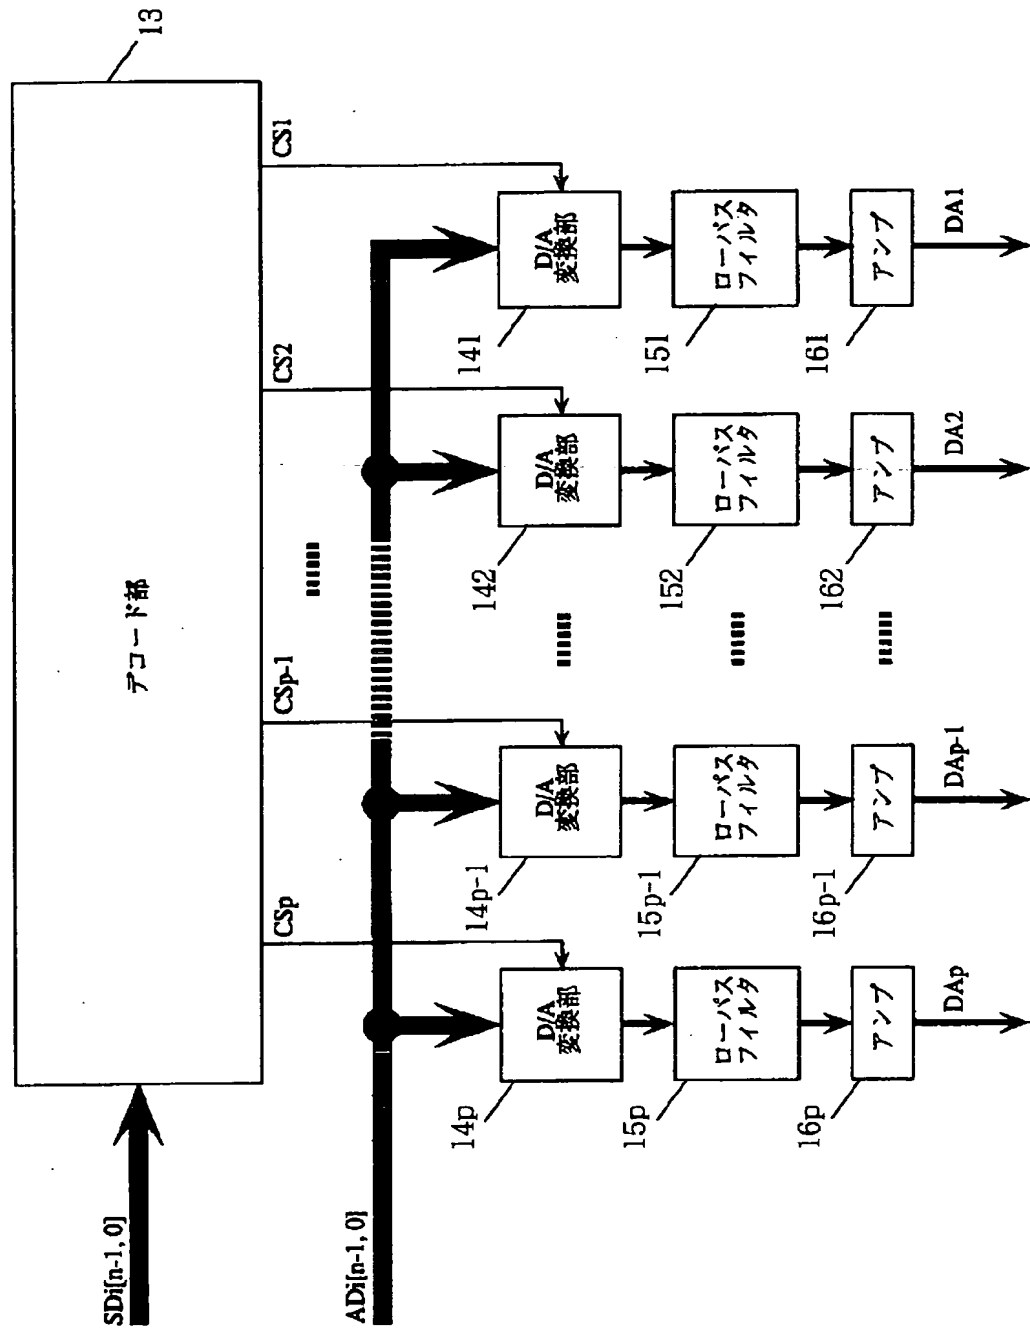 13
デコード部
SDi[n-1, 0]
CSp
CSp-1
CS2
CS1
ADi[n-1, 0]
D/A
変換部
D/A
変換部
D/A
変換部
D/A
変換部
14p
14p-1
142
141
ローパス
フィルタ
ローパス
フィルタ
ローパス
フィルタ
ローパス
フィルタ
15p
15p-1
152
151
アンプ
アンプ
アンプ
アンプ
16p
16p-1
162
161
DAp
DAp-1
DA2
DA1